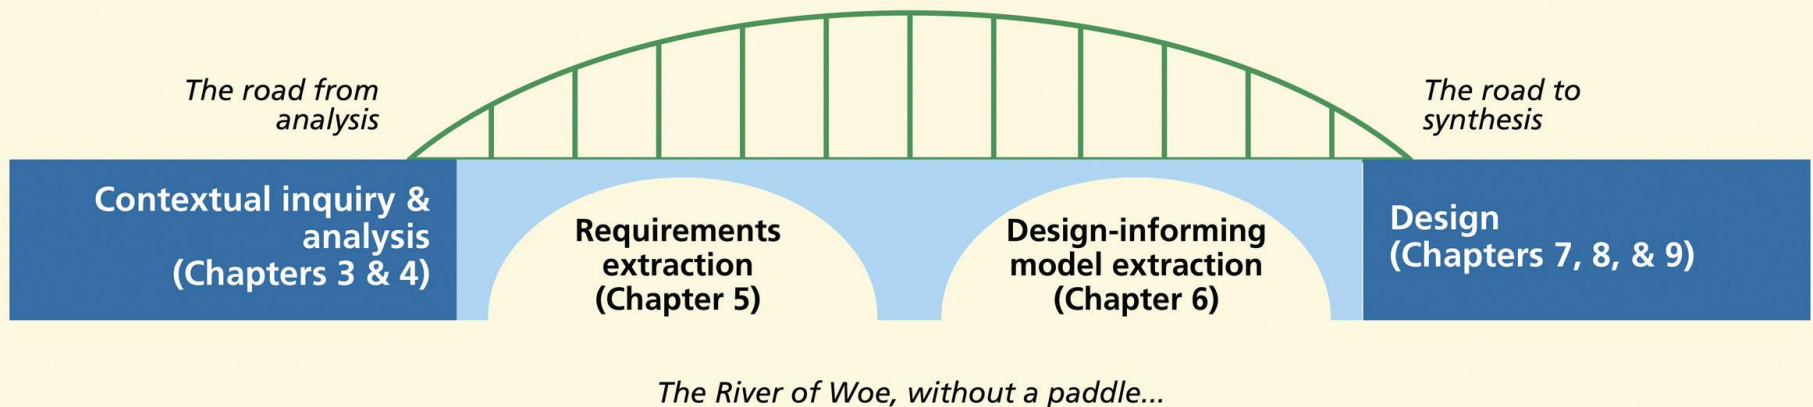 The road from
analysis
The road to
synthesis
Contextual inquiry &
analysis
(Chapters 3 & 4)
Requirements
extraction
(Chapter 5)
Design-informing
model extraction
(Chapter 6)
Design
(Chapters 7, 8, & 9)
The River of Woe, without a paddle...